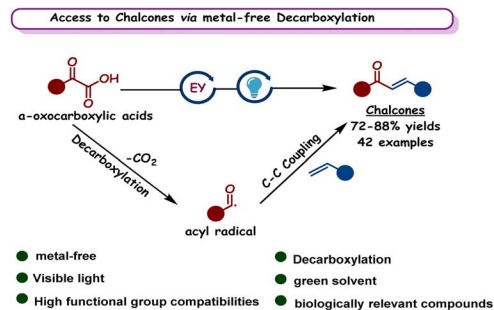 Access to Chalcones via metal-free Decarboxylation
O
OH
O
EY
O
α-oxocarboxylic acids
Chalcones
72-88% yields
42 examples
-CO2
Decarboxylation
C-C Coupling
O
acyl radical
metal-free
Visible light
High functional group compatibilities
Decarboxylation
green solvent
biologically relevant compounds